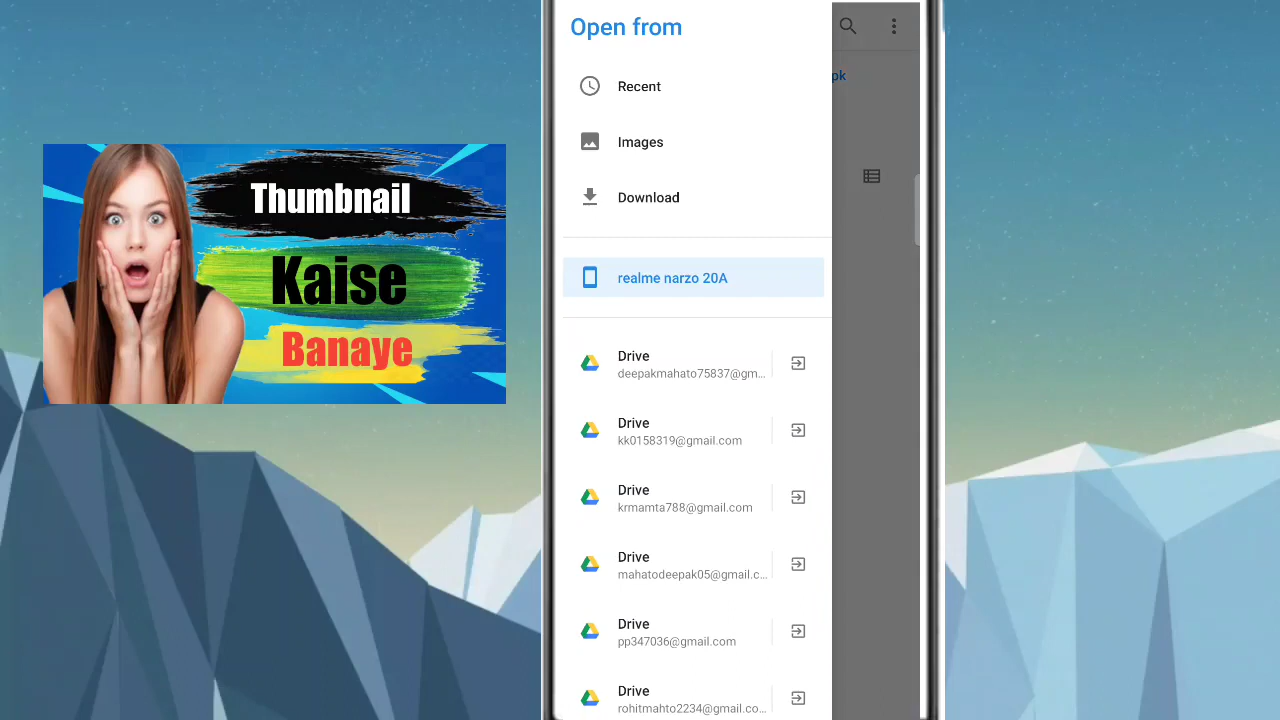 Thumbnail
Kaise
Banaye
Open from
Recent
Images
Download
realme narzo 20A
Drive
deepakmahato75837@gm...
Drive
kk0158319@gmail.com
Drive
krmamta788@gmail.com
Drive
mahatodeepak05@gmail.c...
Drive
pp347036@gmail.com
Drive
rohitmahto2234@gmail.co...
pk